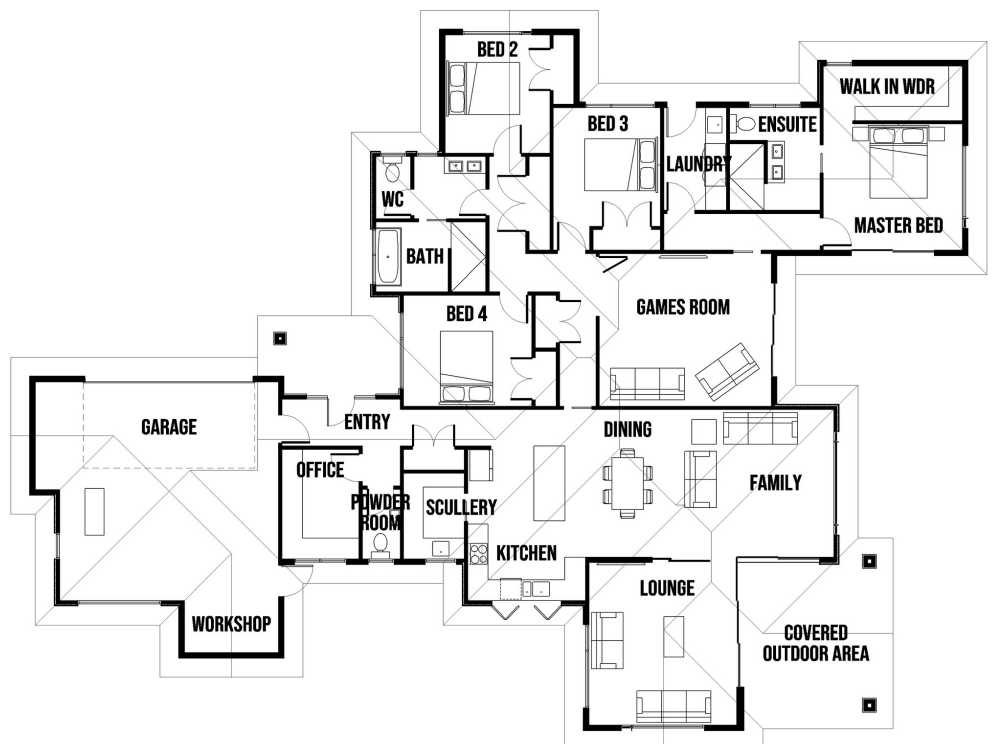 BED 2
WALK IN WDR
BED 3
ENSUITE
LAUNDRY
WC
MASTER BED
BATH
GAMES ROOM
BED 4
ENTRY
GARAGE
DINING
OFFICE
FAMILY
POWDER
ROOM
SCULLERY
KITCHEN
LOUNGE
WORKSHOP
COVERED
OUTDOOR AREA